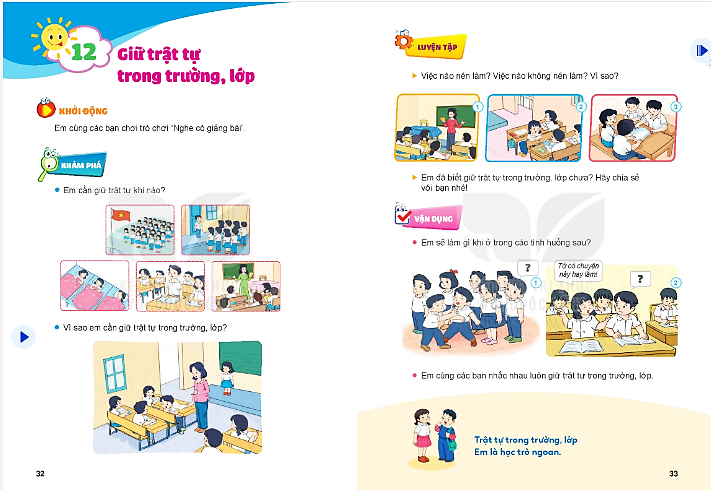 12
Giữ trật tự
trong trường, lớp
KHỞI ĐỘNG
Em cùng các bạn chơi trò chơi "Nghe cô giảng bài".
KHÁM PHÁ
Em cần giữ trật tự khi nào?
Vì sao em cần giữ trật tự trong trường, lớp?
32
LUYỆN TẬP
Việc nào nên làm? Việc nào không nên làm? Vì sao?
1
2
3
Em đã biết giữ trật tự trong trường, lớp chưa? Hãy chia sẻ
với bạn nhé!
VẬN DỤNG
Em sẽ làm gì khi ở trong các tình huống sau?
?
1
Tớ có chuyện
này hay lắm!
?
2
Em cùng các bạn nhắc nhau luôn giữ trật tự trong trường, lớp.
Trật tự trong trường, lớp
Em là học trò ngoan.
33